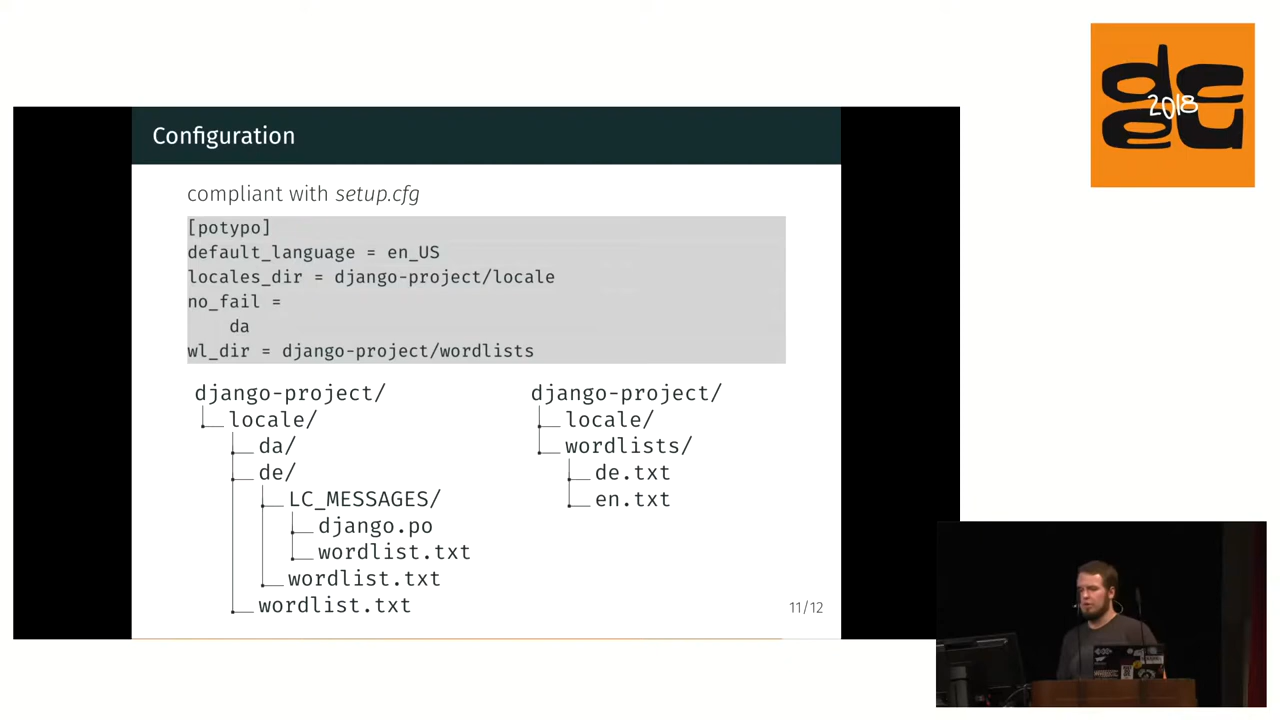 Configuration
compliant with setup.cfg
[potypo]
default_language = en_US
locales_dir = django-project/locale
no_fail =
da
wl_dir = django-project/wordlists
django-project/
locale/
da/
de/
LC_MESSAGES/
django.po
wordlist.txt
wordlist.txt
wordlist.txt
django-project/
locale/
wordlists/
de.txt
en.txt
11/12
dc
2018
eu